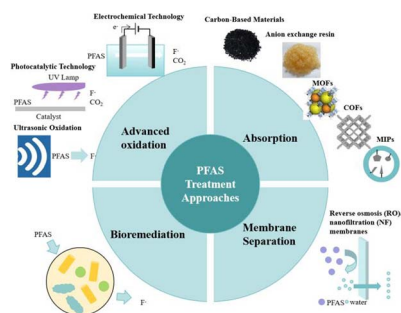 Electrochemical Technology
e⁻
PFAS
F⁻
CO₂
Photocatalytic Technology
UV Lamp
PFAS
F⁻
CO₂
Catalyst
Ultrasonic Oxidation
PFAS
F⁻
Carbon-Based Materials
Anion exchange resin
MOFs
COFs
MIPs
Advanced
oxidation
Absorption
PFAS
Treatment
Approaches
Bioremediation
Membrane
Separation
PFAS
F⁻
Reverse osmosis (RO)
nanofiltration (NF)
membranes
PFAS
water